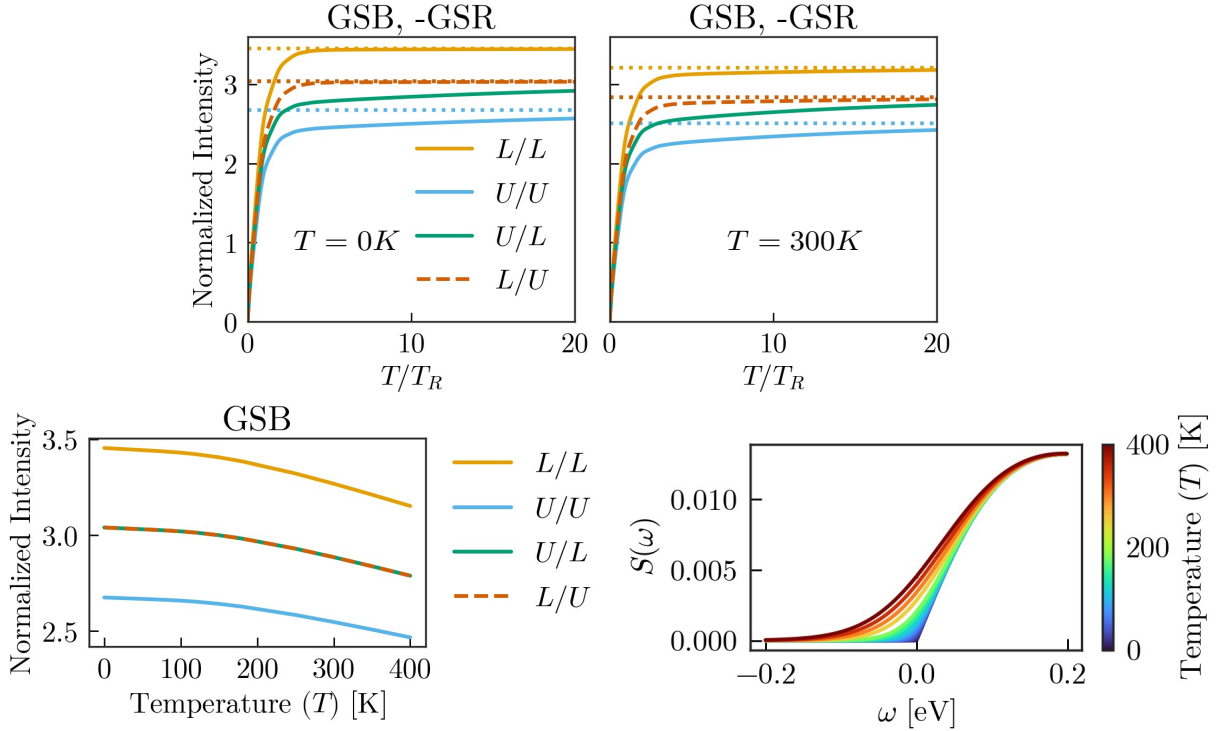 GSB, -GSR
Normalized Intensity
3
2
1
0
T = 0K
L/L
U/U
U/L
L/U
0 10 20
T/T_R
GSB, -GSR
T = 300K
0 10 20
T/T_R
GSB
Normalized Intensity
3.5
3.0
2.5
0 100 200 300 400
Temperature (T) [K]
L/L
U/U
U/L
L/U
S(ω)
0.010
0.005
0.000
−0.2 0.0 0.2
ω [eV]
400
200
0
Temperature (T) [K]